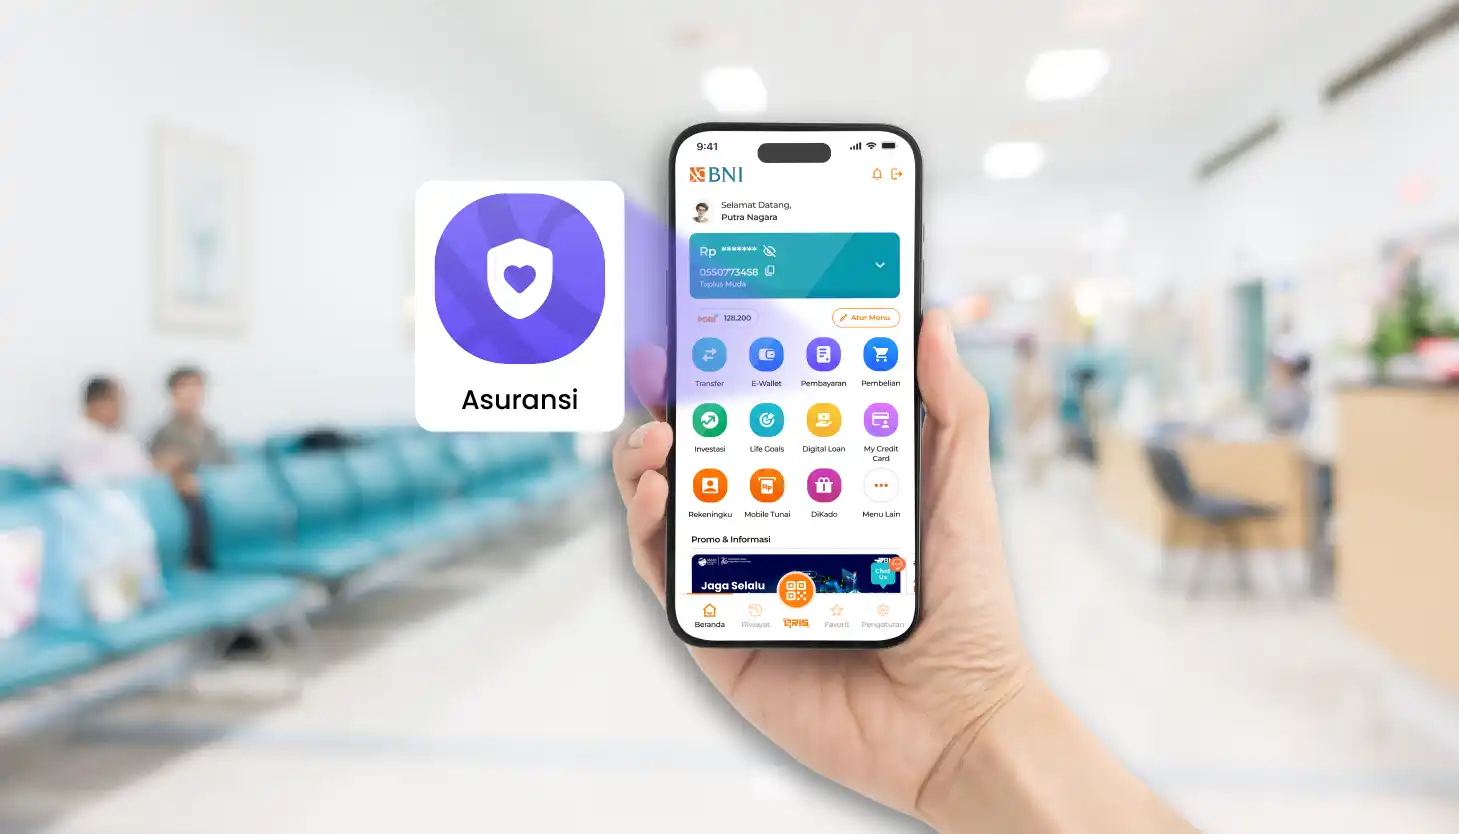 Asuransi
9:41
BNI
Selamat Datang,
Putra Nagara
Rp *******
0550773458
Taplus Muda
128.200
Atur Menu
Transfer
E-Wallet
Pembayaran
Pembelian
Investasi
Life Goals
Digital Loan
My Credit
Card
Rp
Rekeningku
Mobile Tunai
DiKado
Menu Lain
Promo & Informasi
Jaga Selalu
Chat
Us
Beranda
Riwayat
QRIS
Favorit
Pengaturan